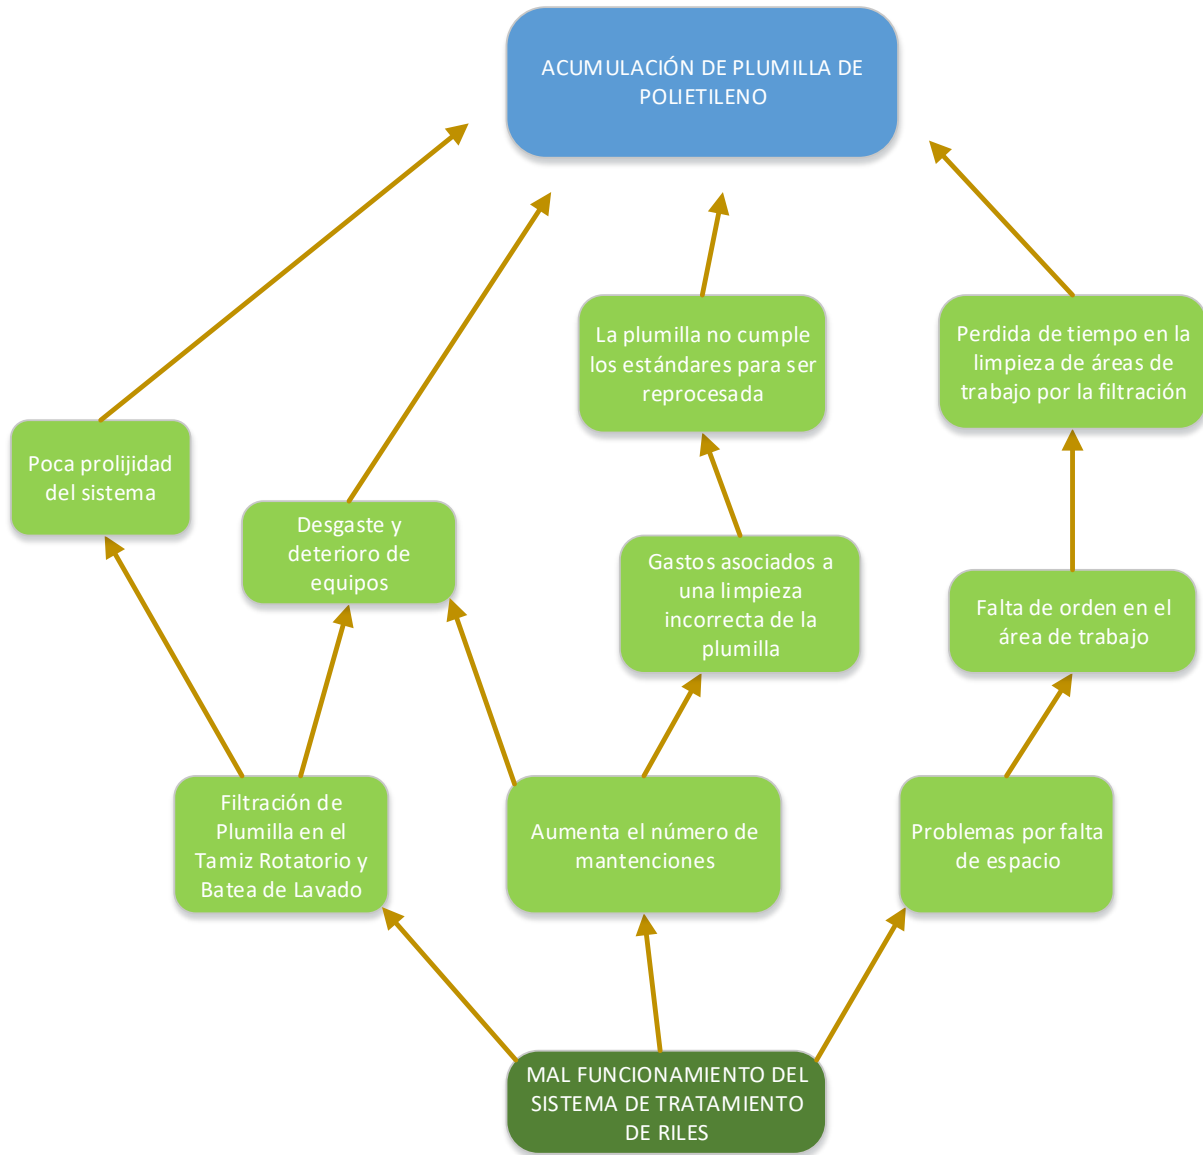 ACUMULACIÓN DE PLUMILLA DE
POLIETILENO
La plumilla no cumple
los estándares para ser
reprocesada
Perdida de tiempo en la
limpieza de áreas de
trabajo por la filtración
Poca prolijidad
del sistema
Desgaste y
deterioro de
equipos
Gastos asociados a
una limpieza
incorrecta de la
plumilla
Falta de orden en el
área de trabajo
Filtración de
Plumilla en el
Tamiz Rotatorio y
Batea de Lavado
Aumenta el número de
mantenciones
Problemas por falta
de espacio
MAL FUNCIONAMIENTO DEL
SISTEMA DE TRATAMIENTO
DE RILES